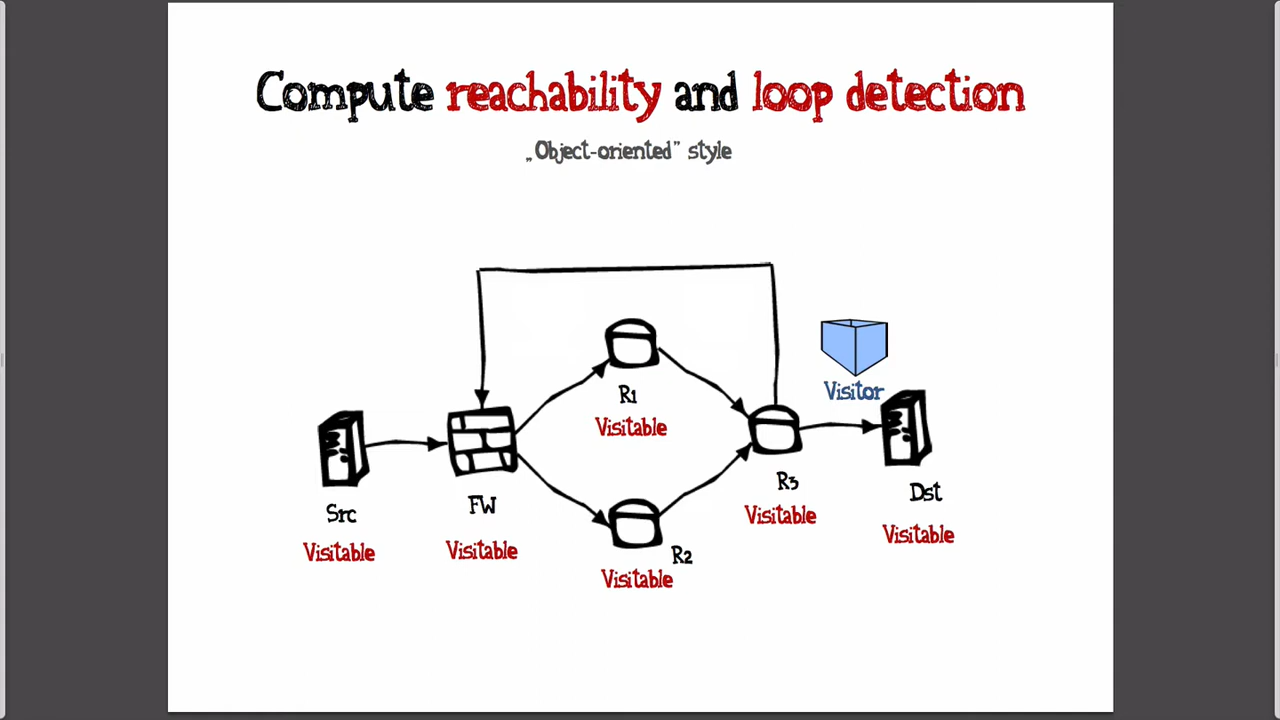 Compute reachability and loop detection
„Object-oriented” style
R1
Visitable
Visitor
Src
Visitable
FW
Visitable
R2
Visitable
R3
Visitable
Dst
Visitable